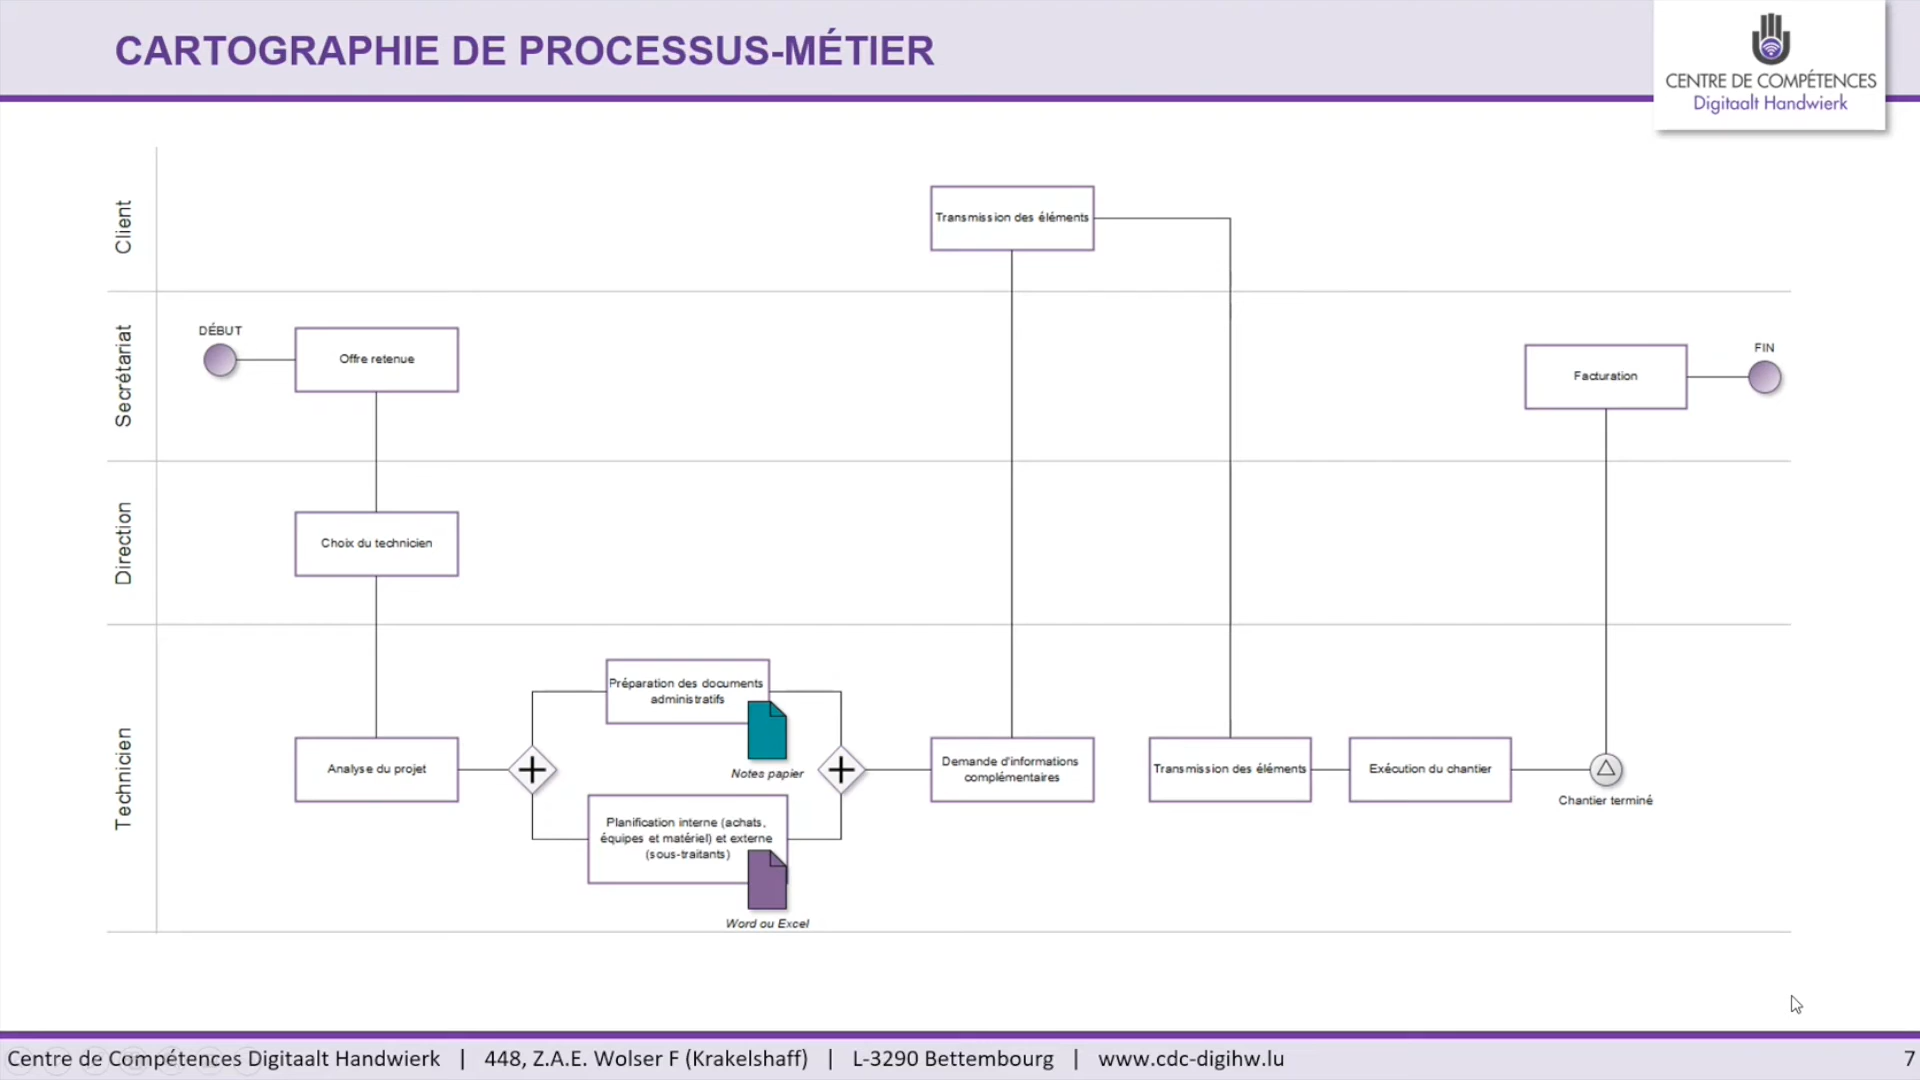 CARTOGRAPHIE DE PROCESSUS-MÉTIER
CENTRE DE COMPÉTENCES
Digitaalt Handwierk
Client
Transmission des éléments
Secrétariat
DÉBUT
Offre retenue
Facturation
FIN
Direction
Choix du technicien
Technicien
Analyse du projet
Préparation des documents
administratifs
Notes papier
Planification interne (achats,
équipes et matériel) et externe
(sous-traitants)
Word ou Excel
Demande d'informations
complémentaires
Transmission des éléments
Exécution du chantier
Chantier terminé
Centre de Compétences Digitaalt Handwierk | 448, Z.A.E. Wolser F (Krakelshaff) | L-3290 Bettembourg | www.cdc-digihw.lu
7